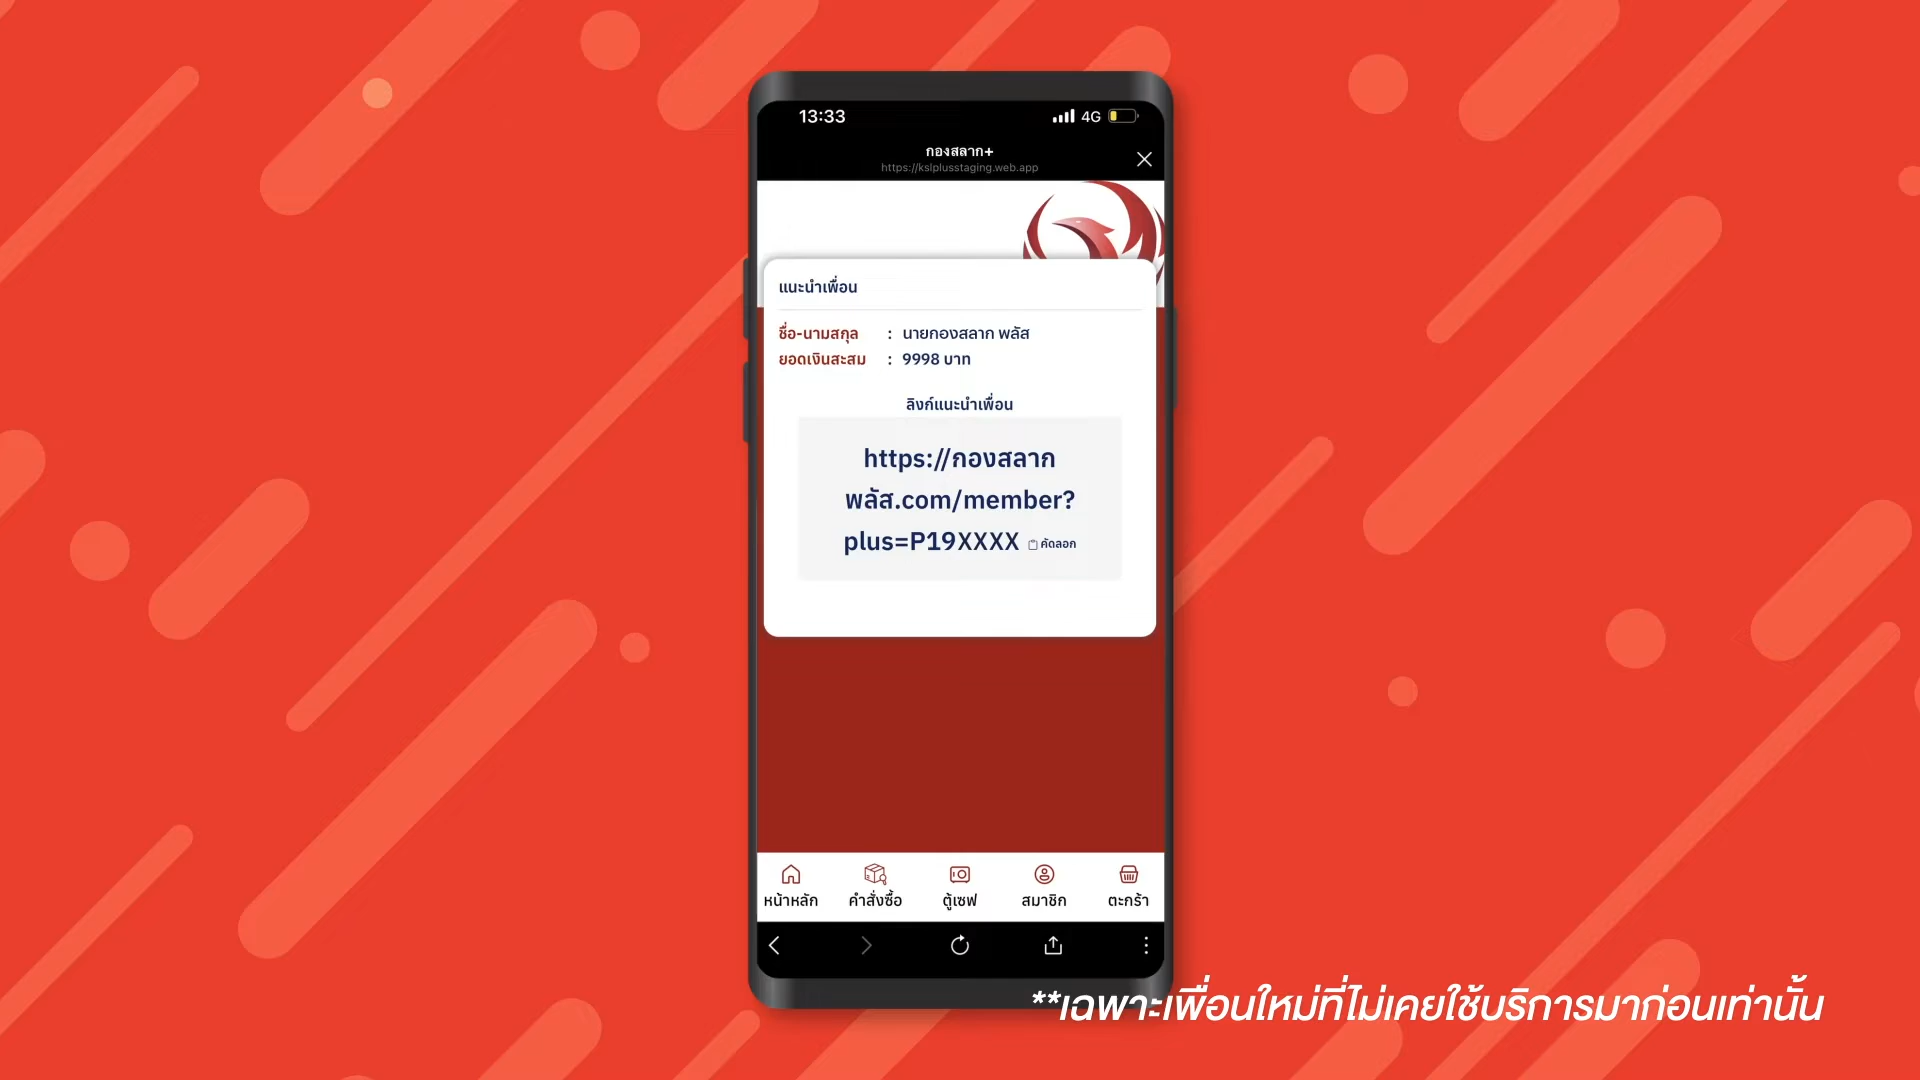 13:33
4G
กองสลาก+
https://kslplusstaging.web.app
แนะนำเพื่อน
ชื่อ-นามสกุล : นายกองสลาก พลัส
ยอดเงินสะสม : 9998 บาท
ลิงก์แนะนำเพื่อน
https://กองสลาก
พลัส.com/member?
plus=P19XXXX คัดลอก
หน้าหลัก คำสั่งซื้อ ตู้เซฟ สมาชิก ตะกร้า
**เฉพาะเพื่อนใหม่ที่ไม่เคยใช้บริการมาก่อนเท่านั้น